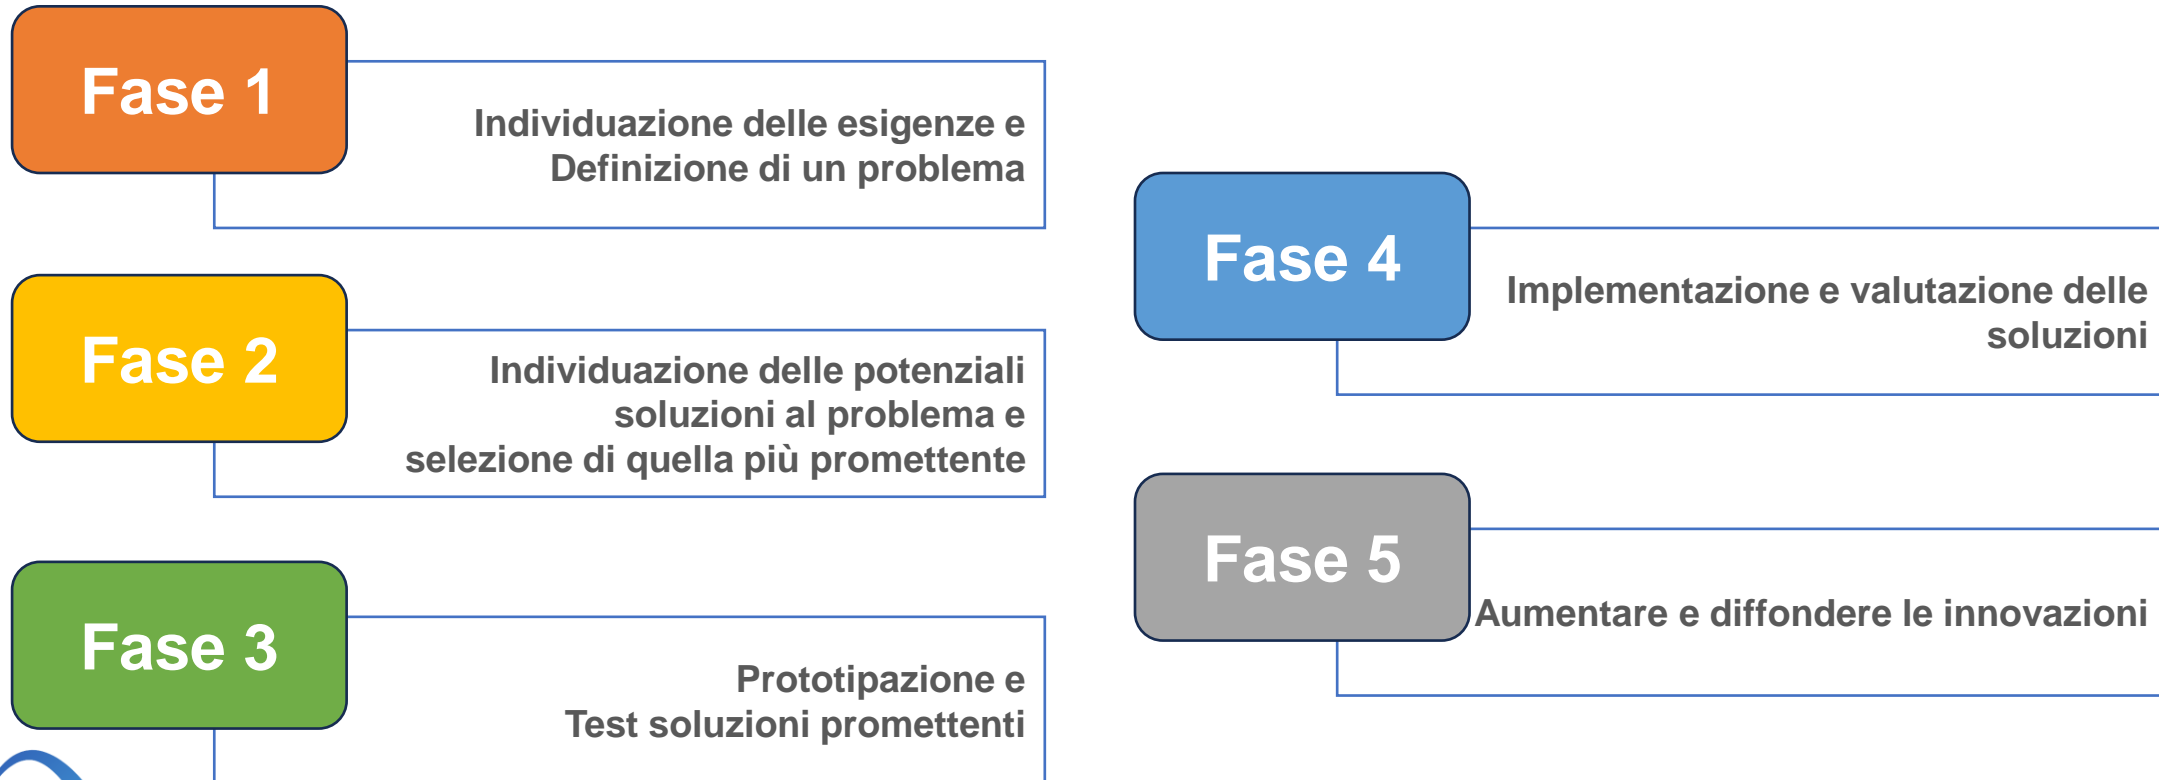 Fase 1
Individuazione delle esigenze e
Definizione di un problema
Fase 2
Individuazione delle potenziali
soluzioni al problema e
selezione di quella più promettente
Fase 3
Prototipazione e
Test soluzioni promettenti
Fase 4
Implementazione e valutazione delle
soluzioni
Fase 5
Aumentare e diffondere le innovazioni